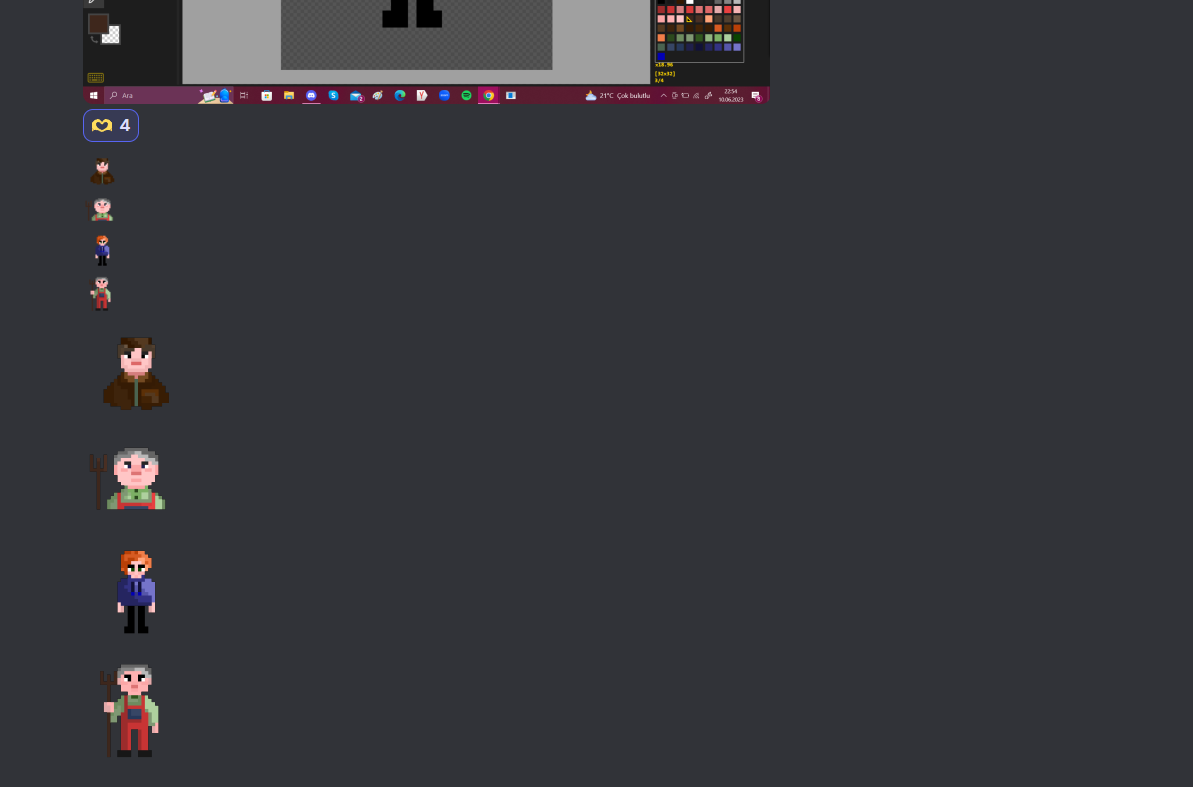 x18.96
[32x32]
3/4
Ara
21°C Çok bulutlu
22:54
10.06.2023
4